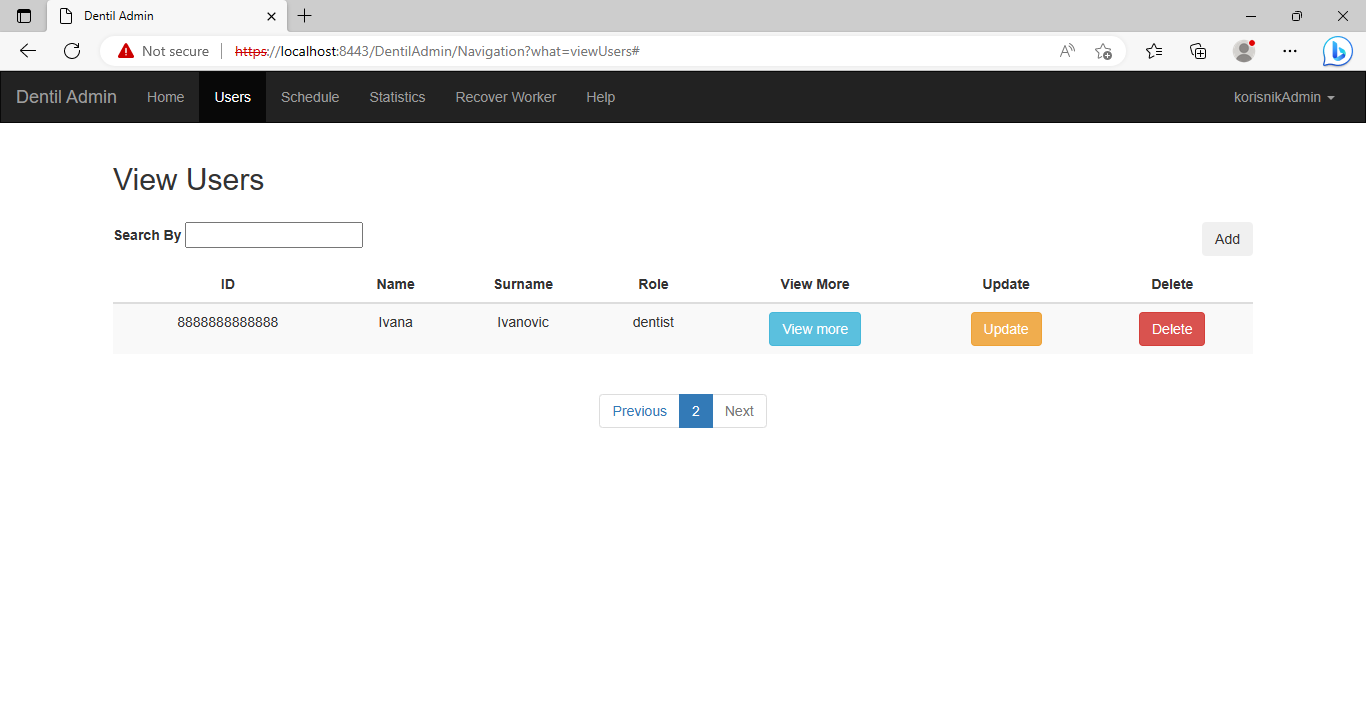 Dentil Admin
Not secure https://localhost:8443/DentilAdmin/Navigation?what=viewUsers#
Dentil Admin Home Users Schedule Statistics Recover Worker Help korisnikAdmin
View Users
Search By Add
ID Name Surname Role View More Update Delete
8888888888888 Ivana Ivanovic dentist View more Update Delete
Previous 2 Next